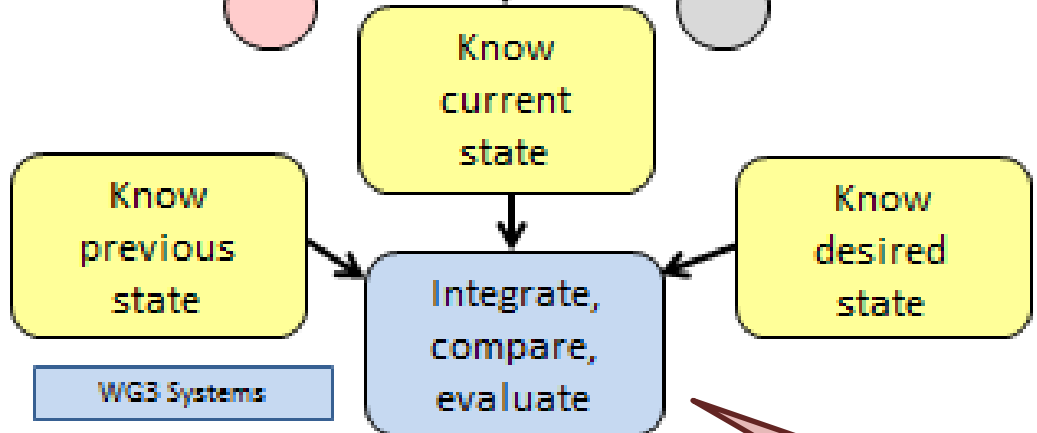 Know
current
state
Know
previous
state
Know
desired
state
Integrate,
compare,
evaluate
WG3 Systems